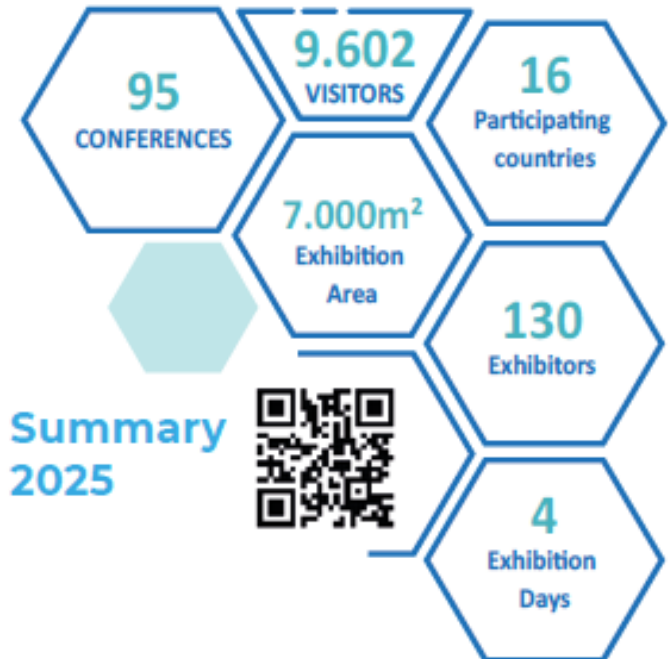 95
CONFERENCES
9.602
VISITORS
16
Participating
countries
7.000m²
Exhibition
Area
130
Exhibitors
Summary
2025
4
Exhibition
Days